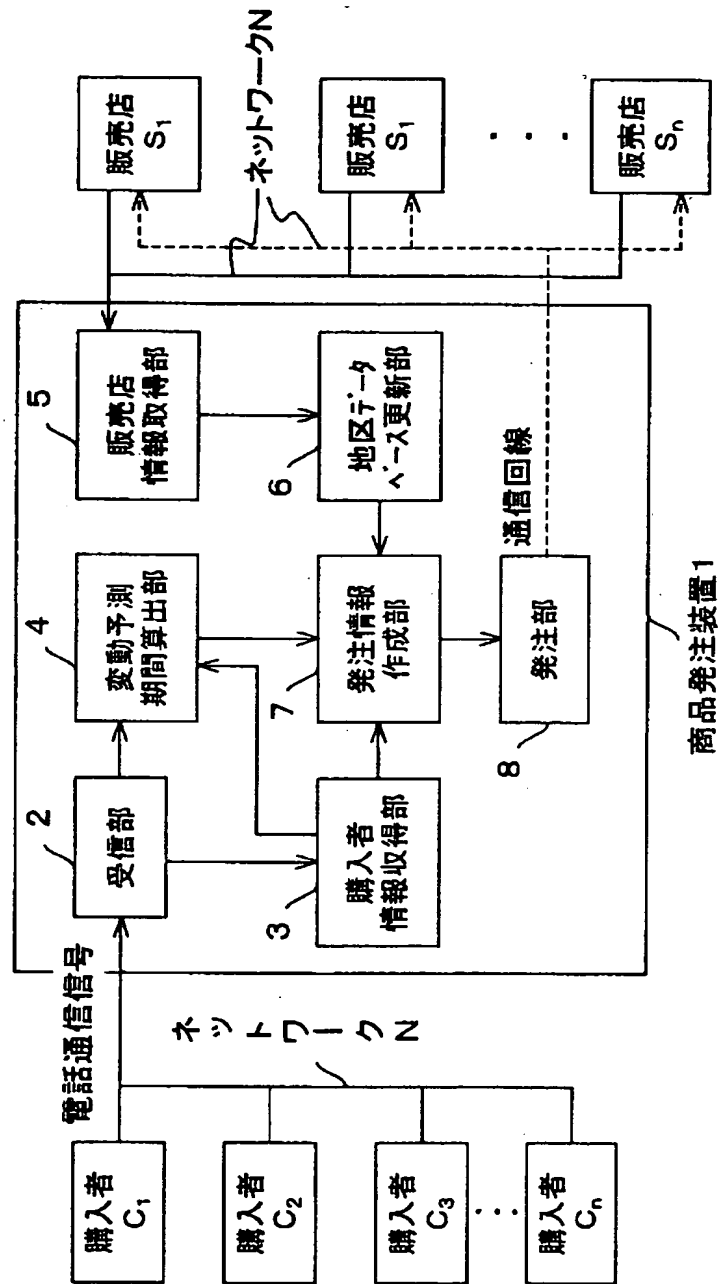 購入者
C₁
購入者
C₂
購入者
C₃
購入者
Cₙ
電話通信信号
ネットワークN
2
受信部
3
購入者
情報収得部
4
変動予測
期間算出部
5
販売店
情報取得部
6
地区データ
ベース更新部
7
発注情報
作成部
8
発注部
通信回線
商品発注装置1
ネットワークN
販売店
S₁
販売店
S₁
販売店
Sₙ